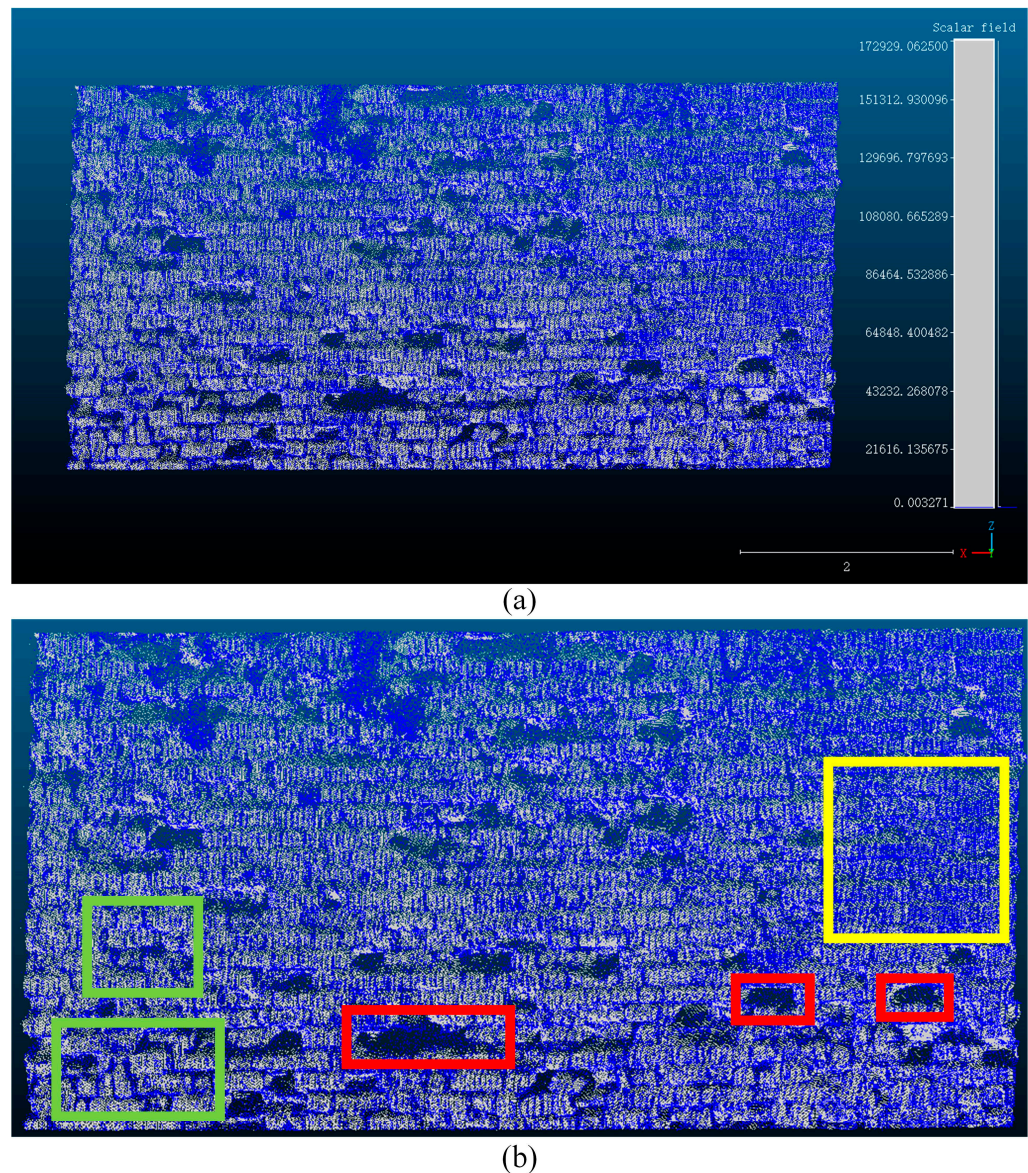 Scalar field
172929.062500
151312.930096
129696.797693
108080.665289
86464.532886
64848.400482
43232.268078
21616.135675
0.003271
Z
X
Y
2
(a)
(b)